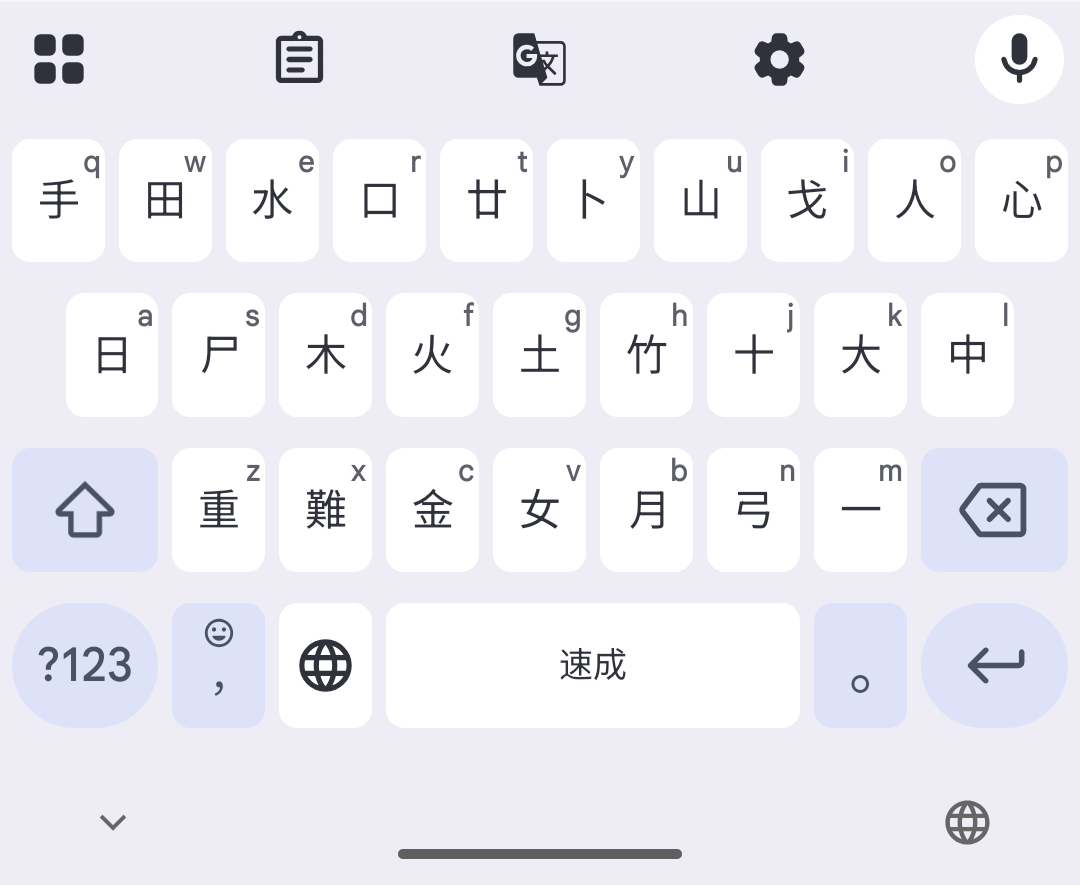 G 文
手 q 田 w 水 e 口 r 廿 t 卜 y 山 u 戈 i 人 o 心 p
日 a 尸 s 木 d 火 f 土 g 竹 h 十 j 大 k 中 l
重 z 難 x 金 c 女 v 月 b 弓 n 一 m
?123 , 速成 。